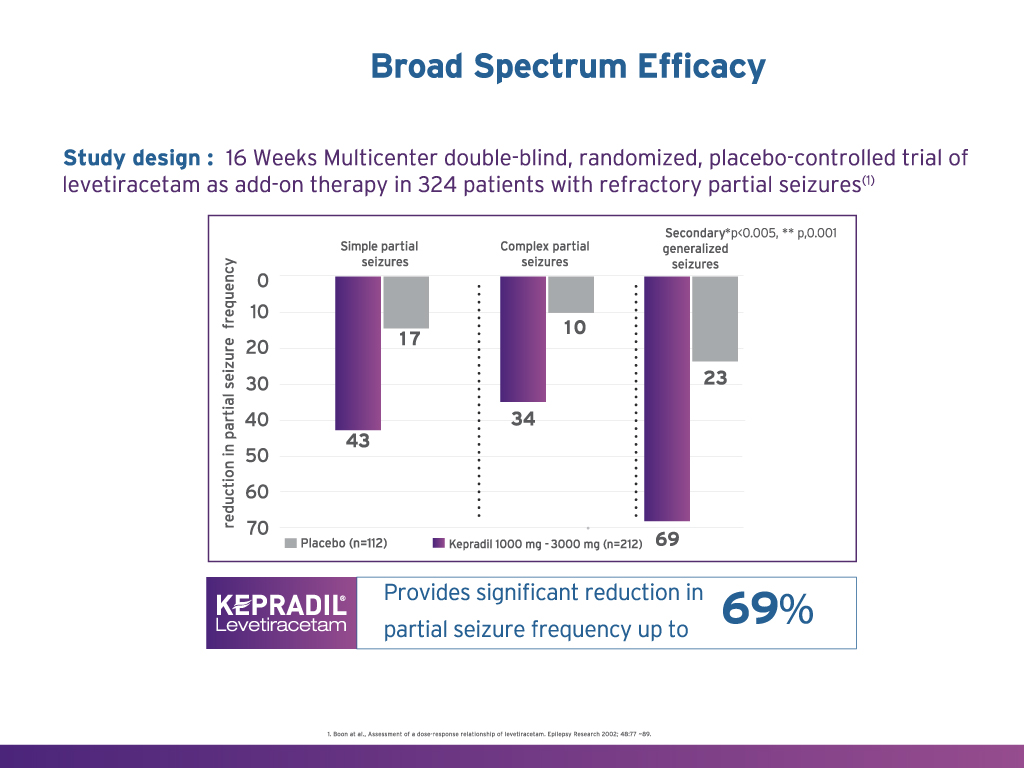 Broad Spectrum Efficacy
Study design : 16 Weeks Multicenter double-blind, randomized, placebo-controlled trial of
levetiracetam as add-on therapy in 324 patients with refractory partial seizures(1)
Secondary*p<0.005, ** p,0.001
generalized
seizures
Simple partial
seizures
Complex partial
seizures
reduction in partial seizure frequency
0
10
20
30
40
50
60
70
17
43
10
34
23
69
Placebo (n=112)
Kepradil 1000 mg -3000 mg (n=212)
KEPRADIL®
Levetiracetam
Provides significant reduction in
partial seizure frequency up to
69%
1. Boon at al., Assessment of a dose-response relationship of levetiracetam. Epilepsy Research 2002; 48:77 -89.